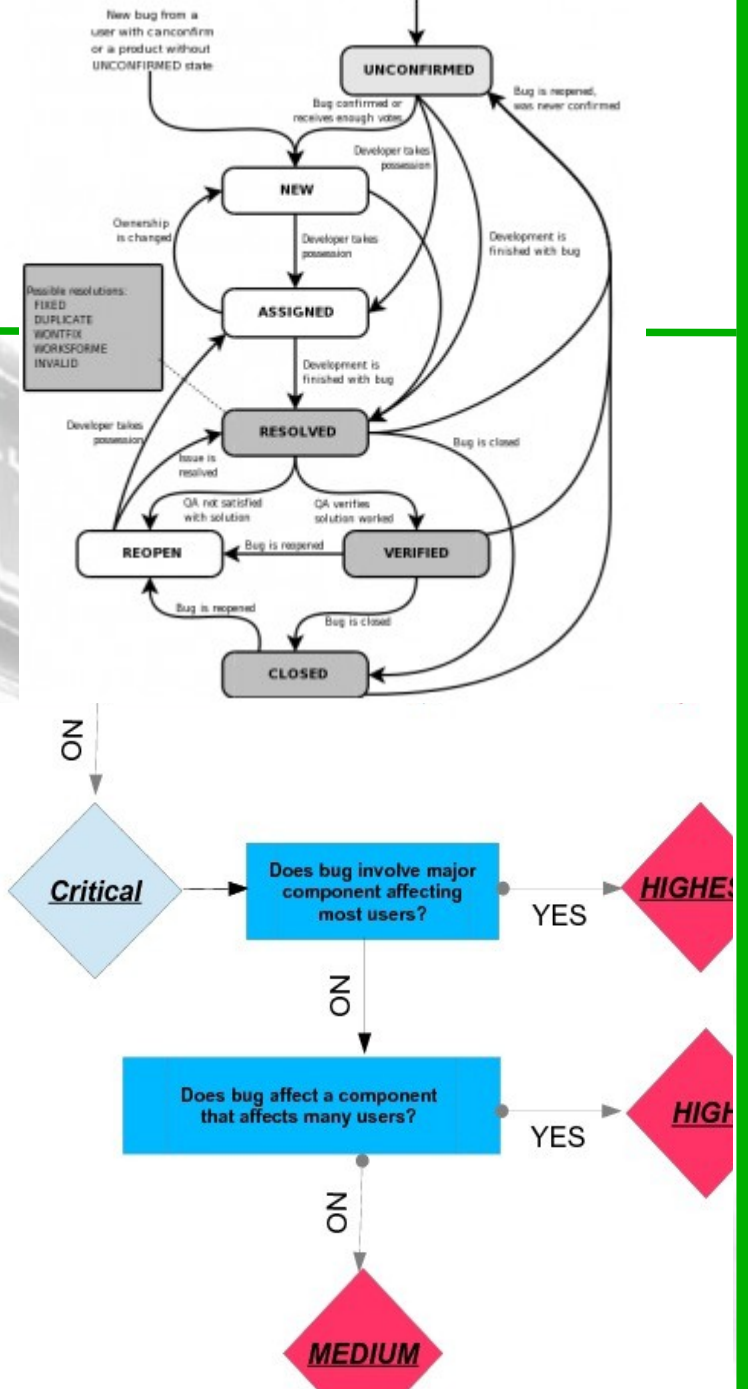 New bug from a
user with canconfirm
or a product without
UNCONFIRMED state
UNCONFIRMED
Bug confirmed or
receives enough votes
Bug is reopened,
was never confirmed
Developer takes
possession
NEW
Ownership
is changed
Developer takes
possession
Development is
finished with bug
Possible resolutions:
FIXED
DUPLICATE
WONTFIX
WORKSFORME
INVALID
ASSIGNED
Development is
finished with bug
Developer takes
possession
RESOLVED
Bug is closed
Issue is
resolved
QA not satisfied
with solution
QA verifies
solution worked
REOPEN
Bug is reopened
VERIFIED
Bug is reopened
Bug is closed
CLOSED
NO
Critical
Does bug involve major
component affecting
most users?
YES
HIGHES
NO
Does bug affect a component
that affects many users?
YES
HIGH
NO
MEDIUM